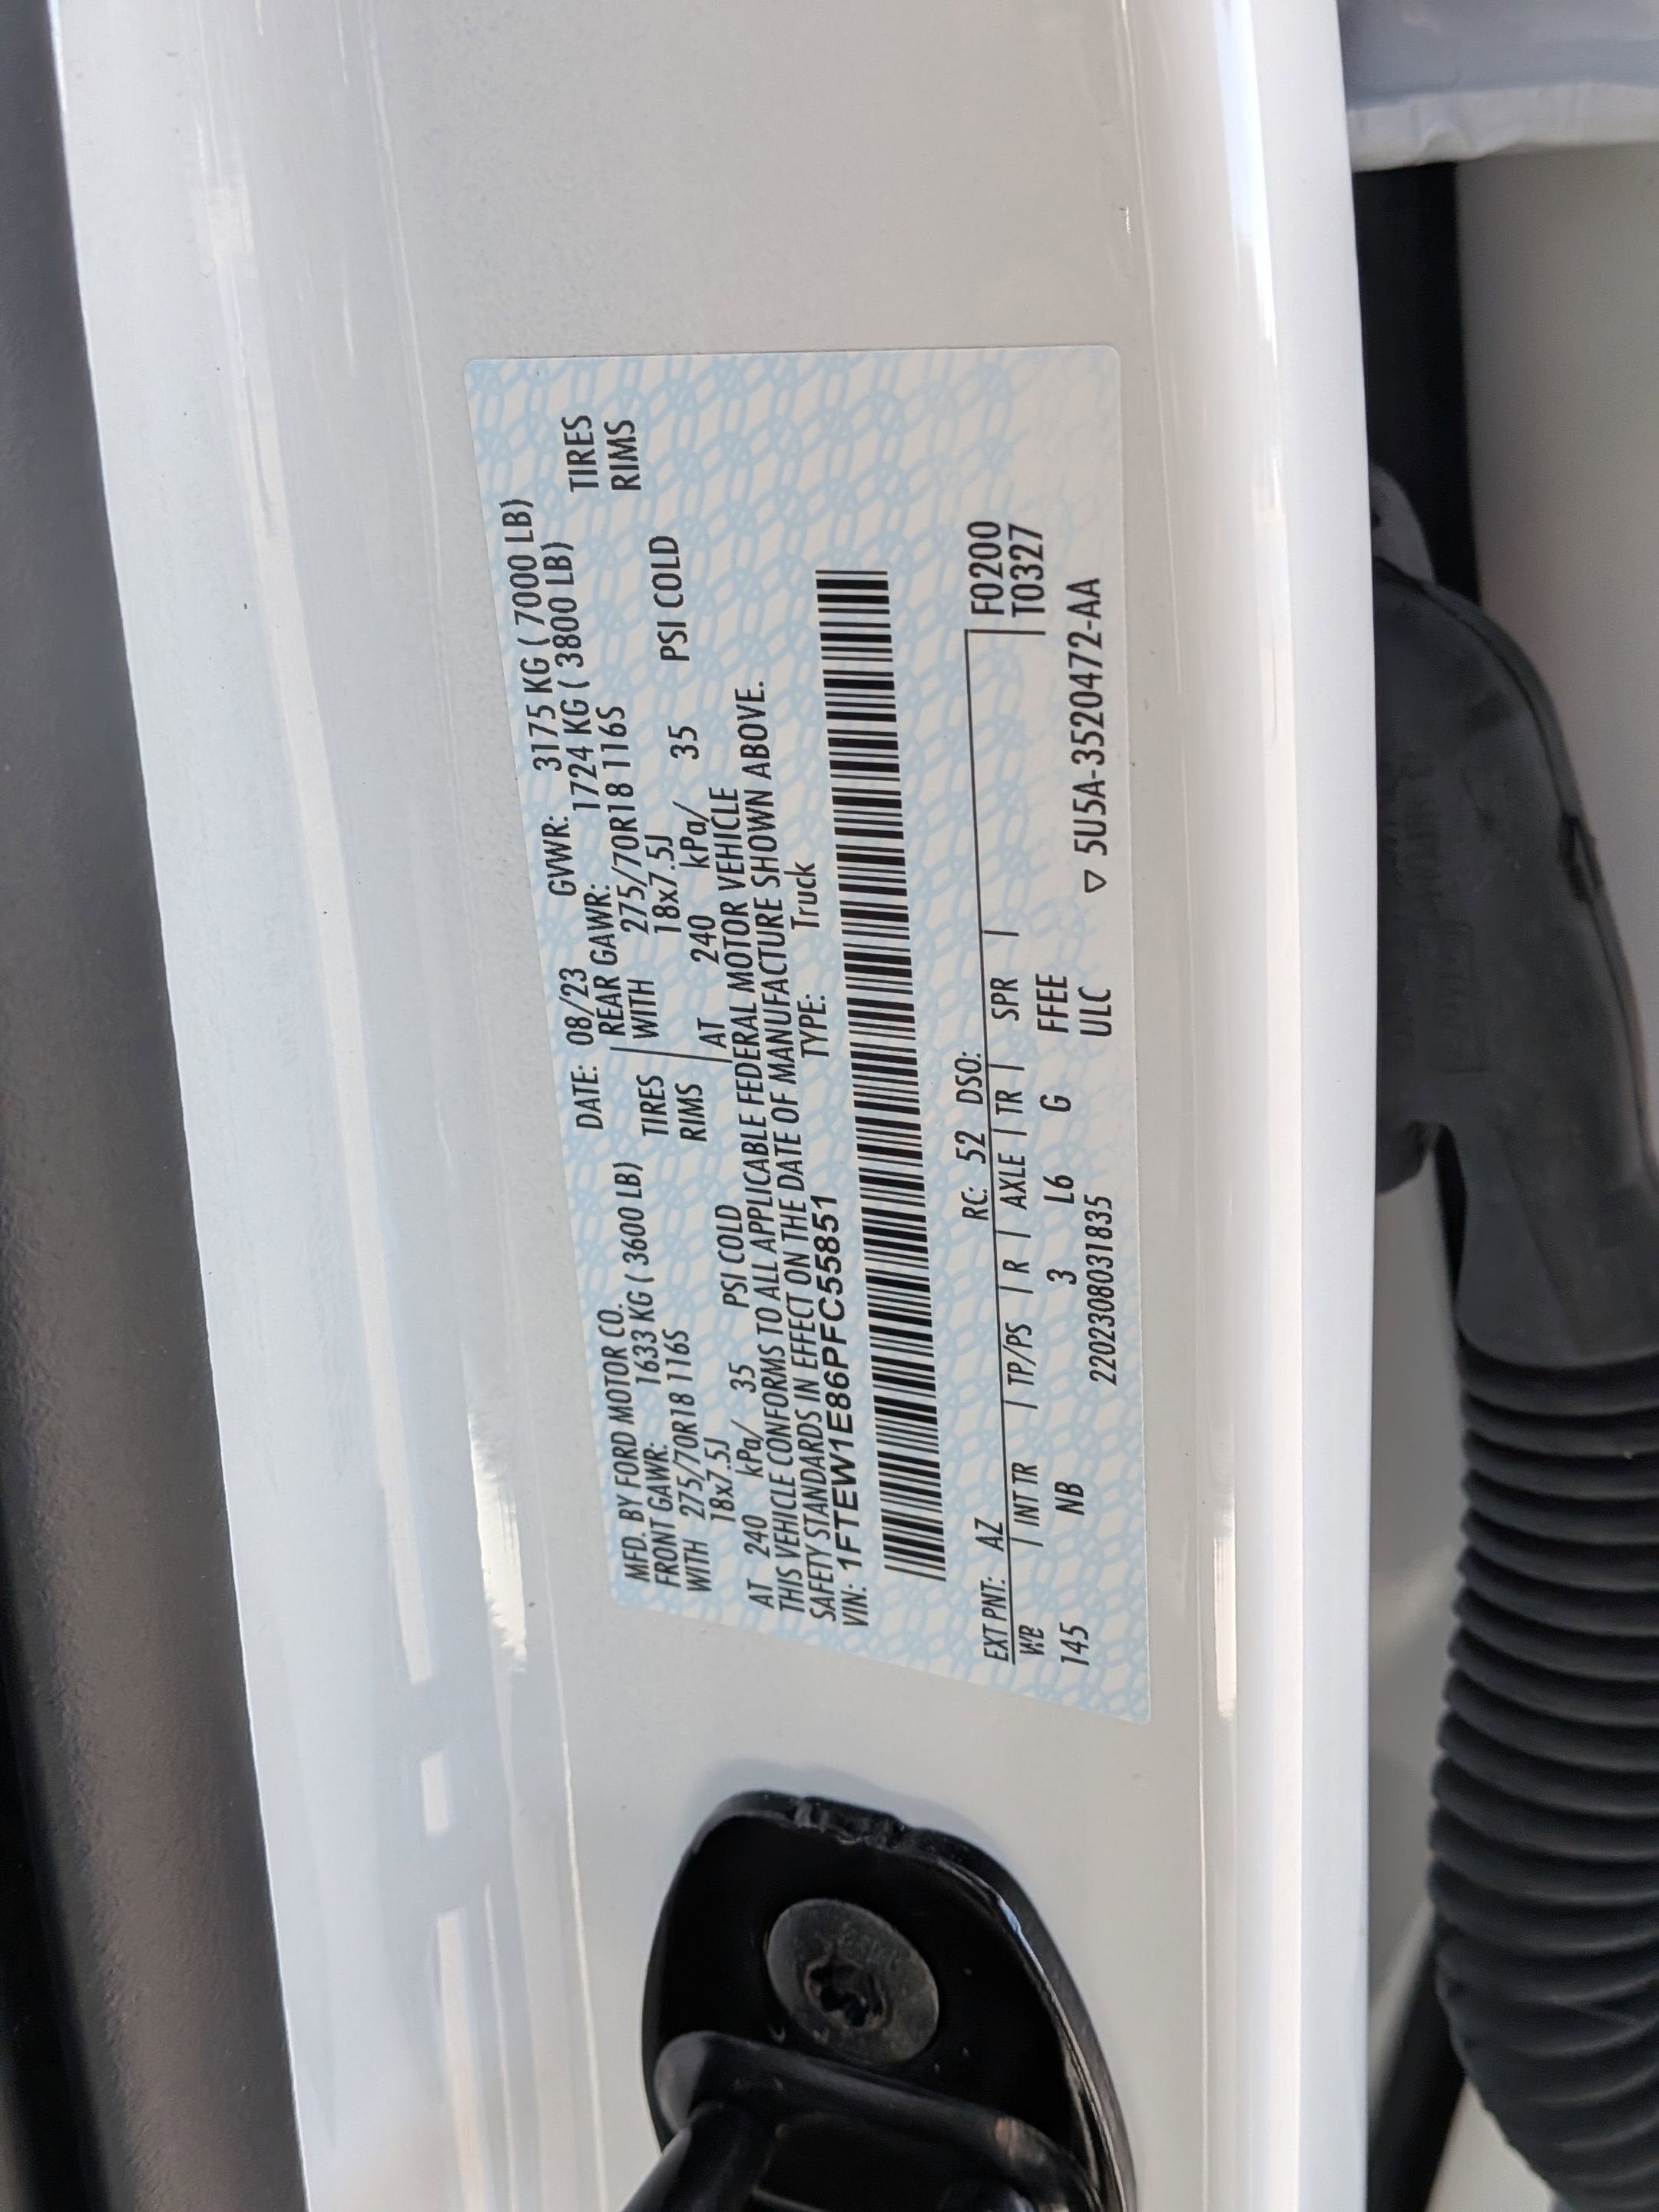 MFD. BY FORD MOTOR CO.
DATE: 08/23 GVWR: 3175 KG ( 7000 LB)
FRONT GAWR: 1633 KG ( 3600 LB) REAR GAWR: 1724 KG ( 3800 LB)
WITH 275/70R18 116S TIRES WITH 275/70R18 116S TIRES
18x7.5J RIMS 18x7.5J RIMS
AT 240 kPa/ 35 PSI COLD AT 240 kPa/ 35 PSI COLD
THIS VEHICLE CONFORMS TO ALL APPLICABLE FEDERAL MOTOR VEHICLE
SAFETY STANDARDS IN EFFECT ON THE DATE OF MANUFACTURE SHOWN ABOVE.
VIN: 1FTEW1E86PFC55851 TYPE: Truck
EXT PNT: AZ RC: 52 DSO: F0200
WB | INT TR | TP/PS | R | AXLE | TR | SPR | T0327
145 NB 3 L6 G FFEE
220230803 1835 ULC ▽ 5U5A-3520472-AA